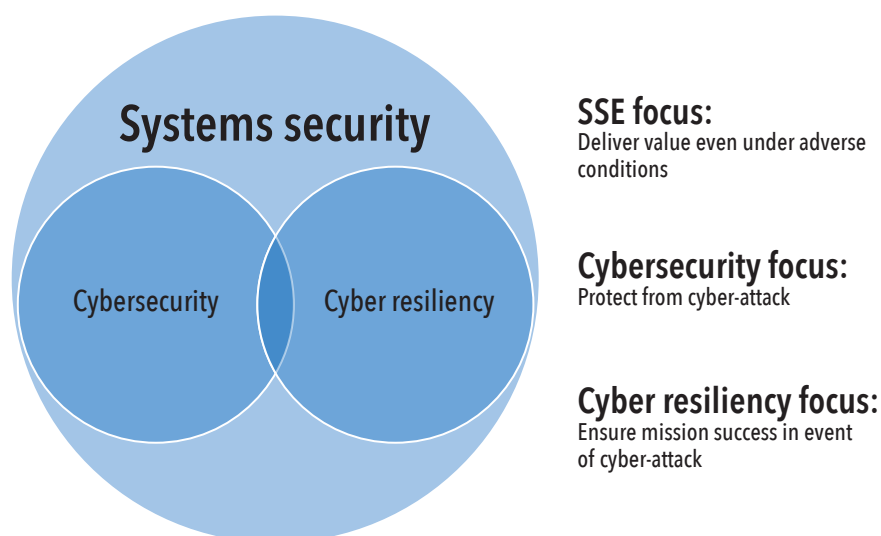 Systems security
Cybersecurity
Cyber resiliency
SSE focus:
Deliver value even under adverse
conditions
Cybersecurity focus:
Protect from cyber-attack
Cyber resiliency focus:
Ensure mission success in event
of cyber-attack